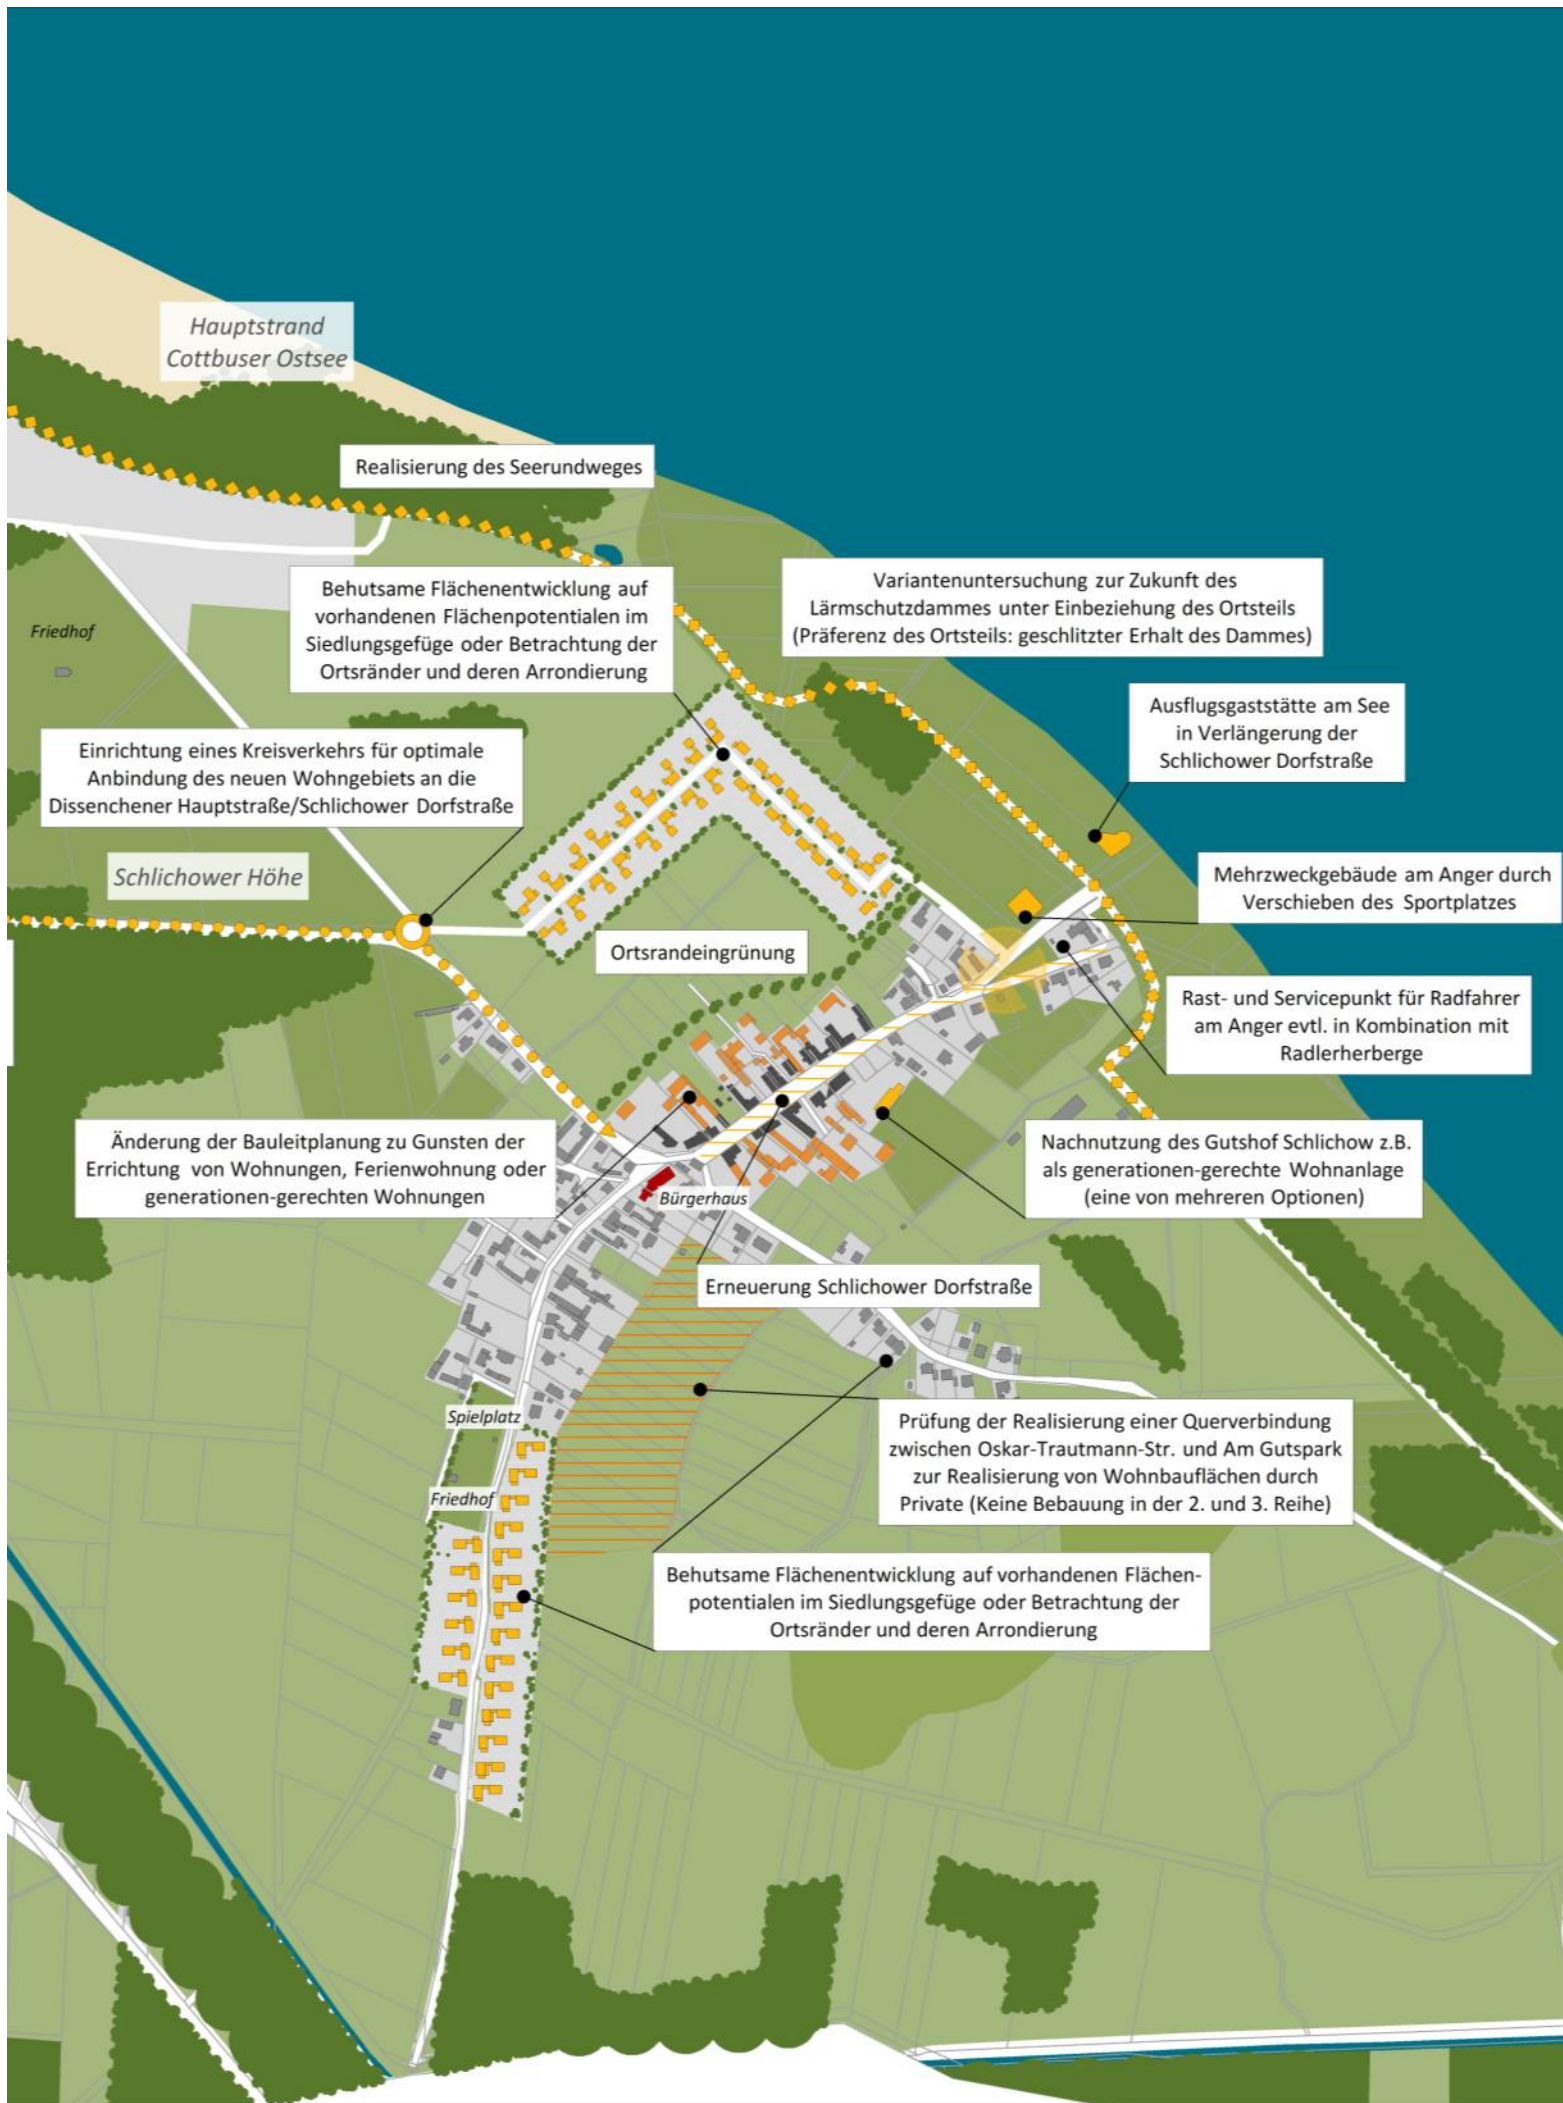 Hauptstrand
Cottbuser Ostsee
Realisierung des Seerundweges
Behutsame Flächenentwicklung auf
vorhandenen Flächenpotentialen im
Siedlungsgefüge oder Betrachtung der
Ortsränder und deren Arrondierung
Variantenuntersuchung zur Zukunft des
Lärmschutzdammes unter Einbeziehung des Ortsteils
(Präferenz des Ortsteils: geschlitzter Erhalt des Dammes)
Friedhof
Ausflugsgaststätte am See
in Verlängerung der
Schlichower Dorfstraße
Einrichtung eines Kreisverkehrs für optimale
Anbindung des neuen Wohngebiets an die
Dissenchener Hauptstraße/Schlichower Dorfstraße
Schlichower Höhe
Mehrzweckgebäude am Anger durch
Verschieben des Sportplatzes
Ortsrandeingrünung
Rast- und Servicepunkt für Radfahrer
am Anger evtl. in Kombination mit
Radlerherberge
Änderung der Bauleitplanung zu Gunsten der
Errichtung von Wohnungen, Ferienwohnung oder
generationen-gerechten Wohnungen
Nachnutzung des Gutshof Schlichow z.B.
als generationen-gerechte Wohnanlage
(eine von mehreren Optionen)
Bürgerhaus
Erneuerung Schlichower Dorfstraße
Spielplatz
Prüfung der Realisierung einer Querverbindung
zwischen Oskar-Trautmann-Str. und Am Gutspark
zur Realisierung von Wohnbauflächen durch
Private (Keine Bebauung in der 2. und 3. Reihe)
Friedhof
Behutsame Flächenentwicklung auf vorhandenen Flächen-
potentialen im Siedlungsgefüge oder Betrachtung der
Ortsränder und deren Arrondierung